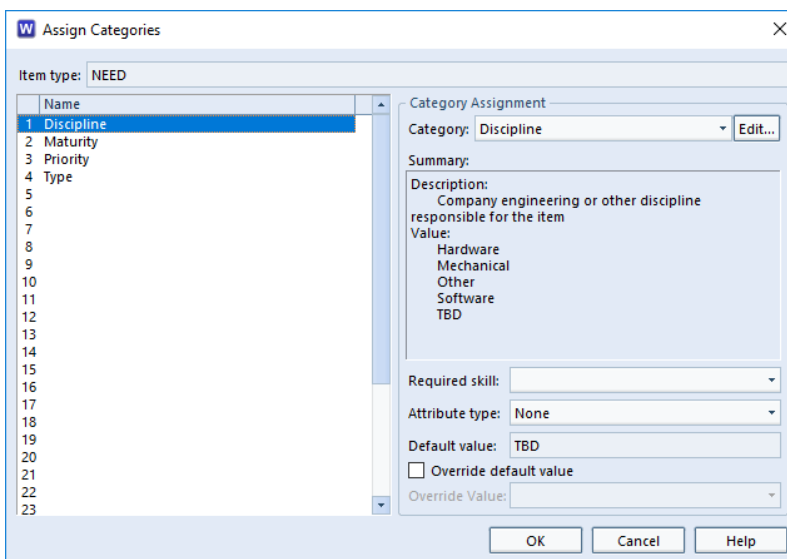 W Assign Categories
Item type: NEED
Name
1 Discipline
2 Maturity
3 Priority
4 Type
5
6
7
8
9
10
11
12
13
14
15
16
17
18
19
20
21
22
23
Category Assignment
Category: Discipline Edit...
Summary:
Description:
Company engineering or other discipline
responsible for the item
Value:
Hardware
Mechanical
Other
Software
TBD
Required skill:
Attribute type: None
Default value: TBD
Override default value
Override Value:
OK Cancel Help